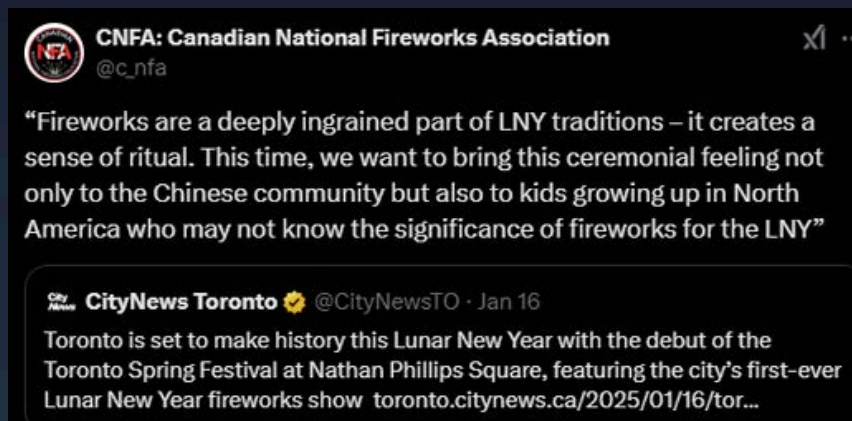 CNFA: Canadian National Fireworks Association
@c_nfa
“Fireworks are a deeply ingrained part of LNY traditions – it creates a
sense of ritual. This time, we want to bring this ceremonial feeling not
only to the Chinese community but also to kids growing up in North
America who may not know the significance of fireworks for the LNY”
CityNews Toronto @CityNewsTO · Jan 16
Toronto is set to make history this Lunar New Year with the debut of the
Toronto Spring Festival at Nathan Phillips Square, featuring the city’s first-ever
Lunar New Year fireworks show toronto.citynews.ca/2025/01/16/tor...